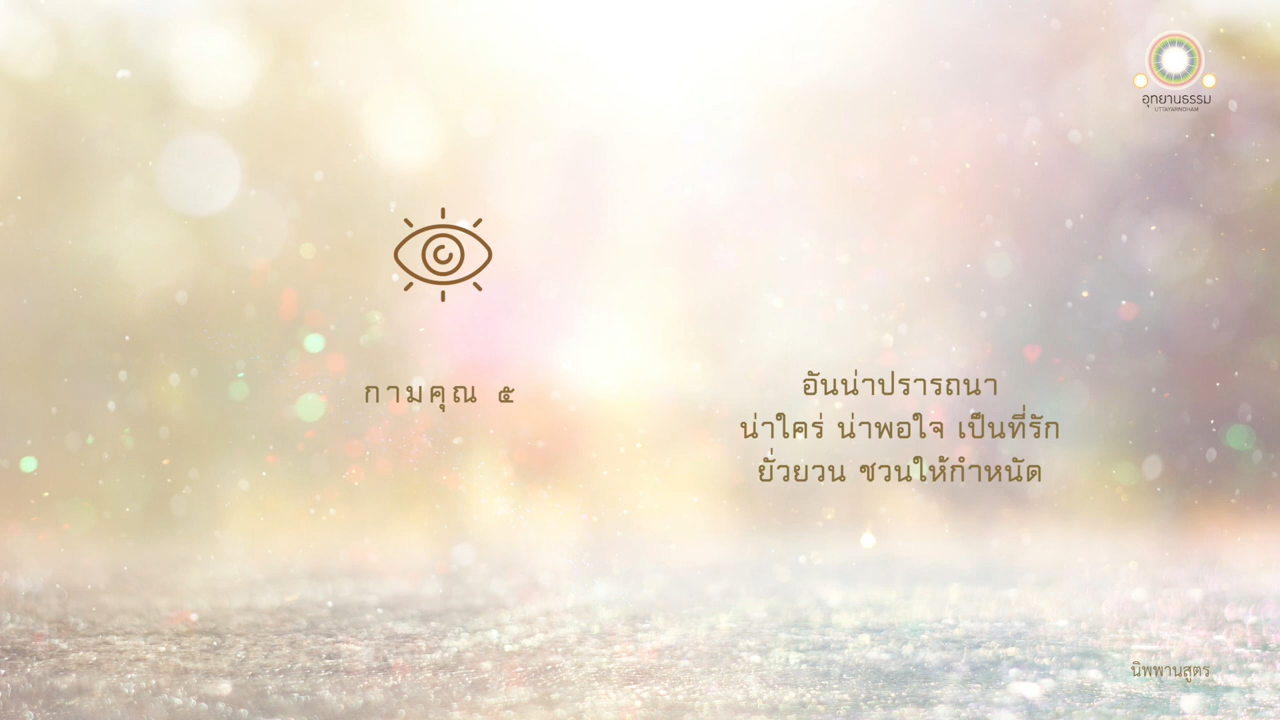 อุทยานธรรม
UTTAYARNDHAM
กามคุณ ๕
อันน่าปรารถนา
น่าใคร่ น่าพอใจ เป็นที่รัก
ยั่วยวน ชวนให้กำหนัด
นิพพานสูตร